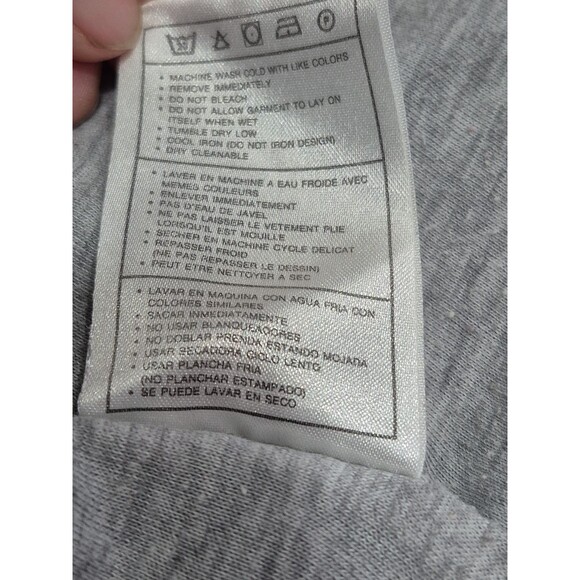 • MACHINE WASH COLD WITH LIKE COLORS
• REMOVE IMMEDIATELY
• DO NOT BLEACH
• DO NOT ALLOW GARMENT TO LAY ON
ITSELF WHEN WET
• TUMBLE DRY LOW
• COOL IRON (DO NOT IRON DESIGN)
• DRY CLEANABLE
• LAVER EN MACHINE A EAU FROIDE AVEC
MEMES COULEURS
• ENLEVER IMMEDIATEMENT
• PAS D'EAU DE JAVEL
• NE PAS LAISSER LE VETEMENT PLIE
LORSQU'IL EST MOUILLE
• SECHER EN MACHINE CYCLE DELICAT
• REPASSER FROID
(NE PAS REPASSER LE DESSIN)
• PEUT ETRE NETTOYER A SEC
• LAVAR EN MAQUINA CON AGUA FRIA CON
COLORES SIMILARES
• SACAR INMEDIATAMENTE
• NO USAR BLANQUEADORES
• NO DOBLAR PRENDA ESTANDO MOJADA
• USAR SECADORA CICLO LENTO
• USAR PLANCHA FRIA
(NO PLANCHAR ESTAMPADO)
• SE PUEDE LAVAR EN SECO